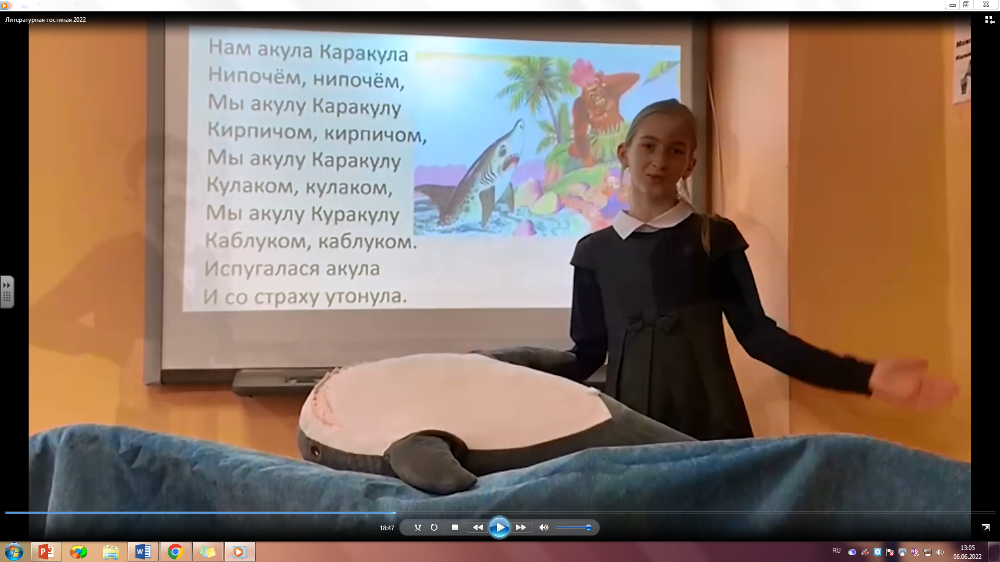 Литературная гостиная 2022
Нам акула Каракула
Нипочём, нипочём,
Мы акулу Каракулу
Кирпичом, кирпичом,
Мы акулу Каракулу
Кулаком, кулаком,
Мы акулу Куракулу
Каблуком, каблуком.
Испугалася акула
И со страху утонула.
18:47
RU
13:05
06.06.2022